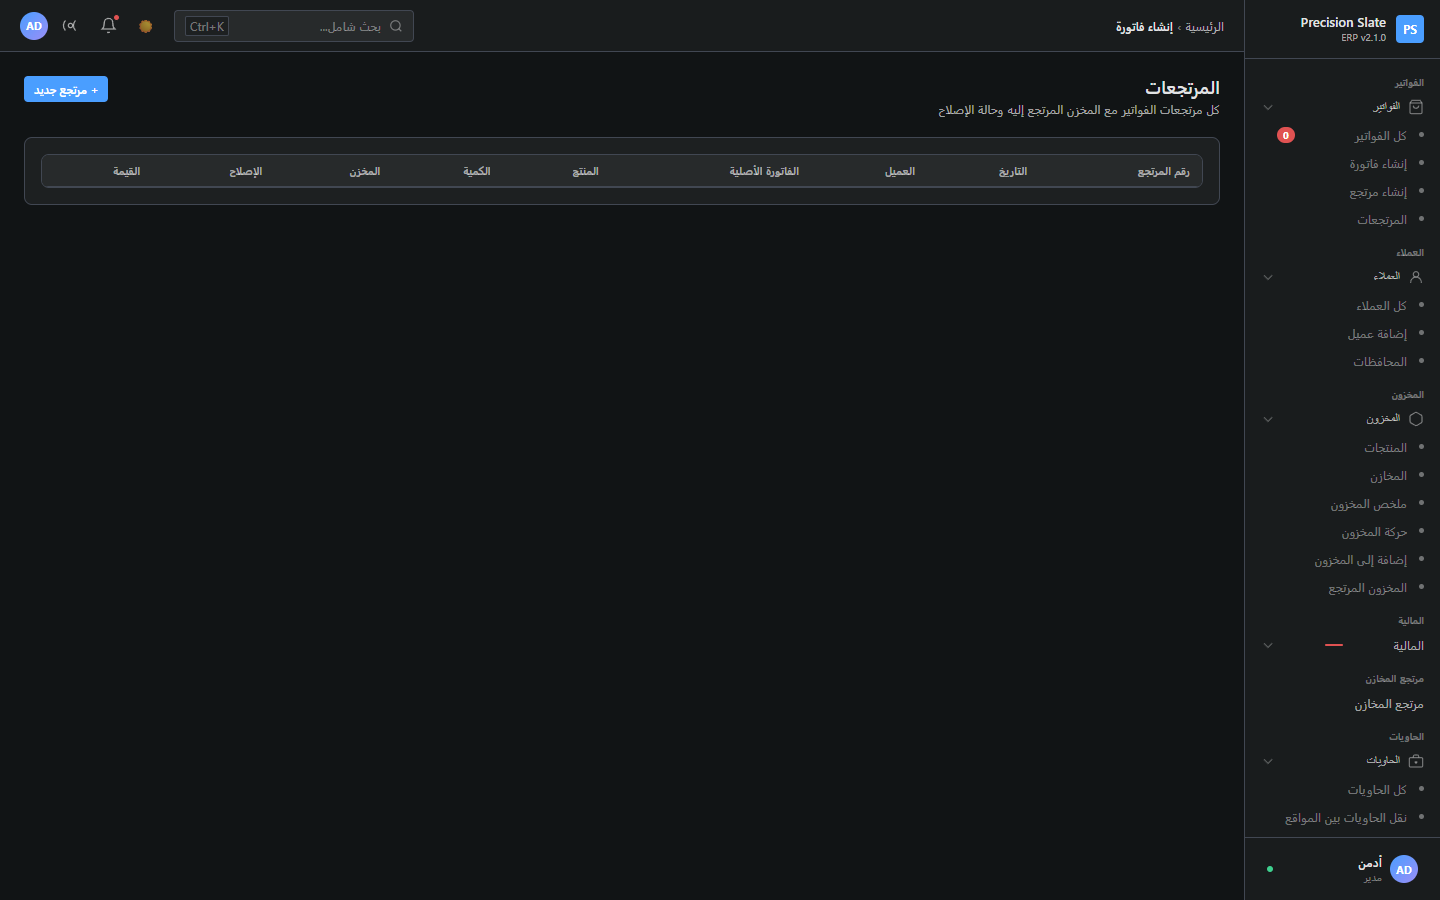 PS
Precision Slate
ERP v2.1.0
الفواتير
الفواتير
كل الفواتير
0
إنشاء فاتورة
إنشاء مرتجع
المرتجعات
العملاء
العملاء
كل العملاء
إضافة عميل
المحافظات
المخزون
المخزون
المنتجات
المخازن
ملخص المخزون
حركة المخزون
إضافة إلى المخزون
المخزون المرتجع
المالية
المالية
مرتجع المخازن
مرتجع المخازن
الحاويات
الحاويات
كل الحاويات
نقل الحاويات بين المواقع
AD
أدمن
مدير
الرئيسية › إنشاء فاتورة
بحث شامل...
Ctrl+K
AD
المرتجعات
كل مرتجعات الفواتير مع المخزن المرتجع إليه وحالة الإصلاح
+ مرتجع جديد
رقم المرتجع التاريخ العميل الفاتورة الأصلية المنتج الكمية المخزن الإصلاح القيمة